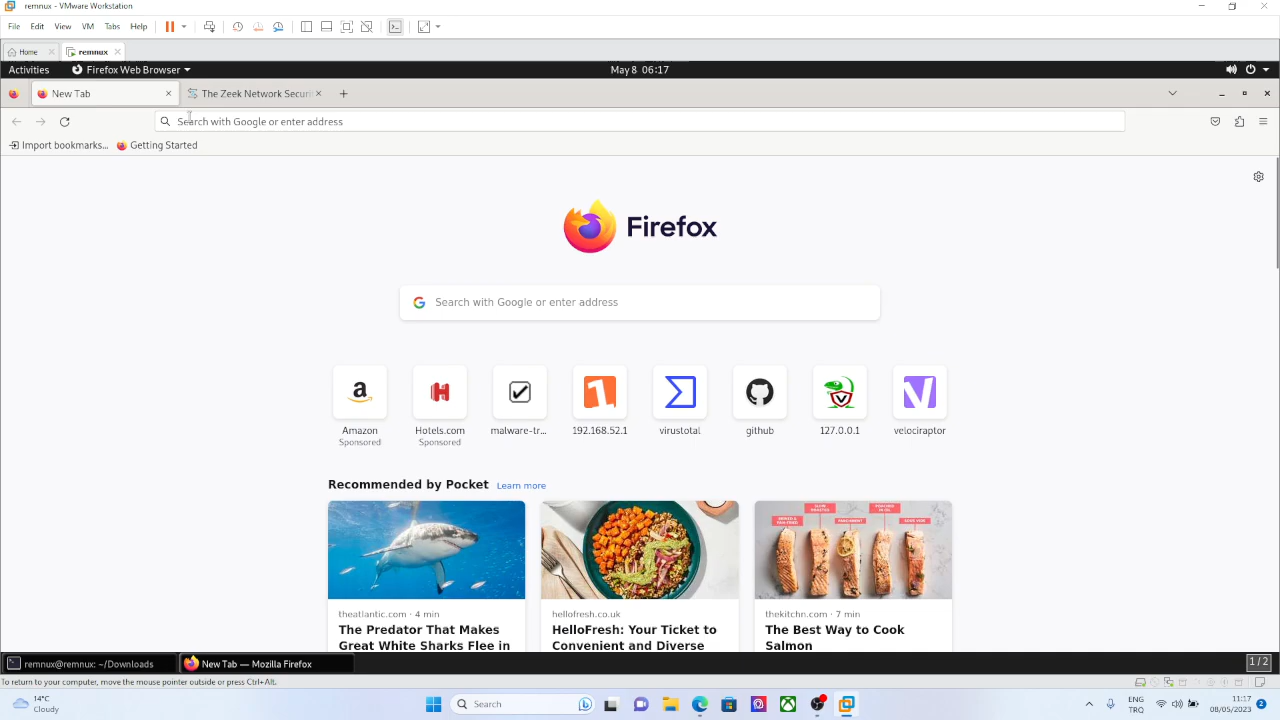 remnux - VMware Workstation
File Edit View VM Tabs Help
Home remnux
Activities Firefox Web Browser May 8 06:17
New Tab The Zeek Network Securi
Search with Google or enter address
Import bookmarks... Getting Started
Firefox
Search with Google or enter address
a
Amazon Hotels.com malware-tr... 192.168.52.1 virustotal github 127.0.0.1 velociraptor
Sponsored Sponsored
Recommended by Pocket Learn more
theatlantic.com · 4 min
The Predator That Makes
Great White Sharks Flee in
hellofresh.co.uk
HelloFresh: Your Ticket to
Convenient and Diverse
thekitchn.com · 7 min
The Best Way to Cook
Salmon
remnux@remnux: ~/Downloads New Tab — Mozilla Firefox 1 / 2
To return to your computer, move the mouse pointer outside or press Ctrl+Alt.
14°C
Cloudy
Search
ENG
TRQ
11:17
08/05/2023
2